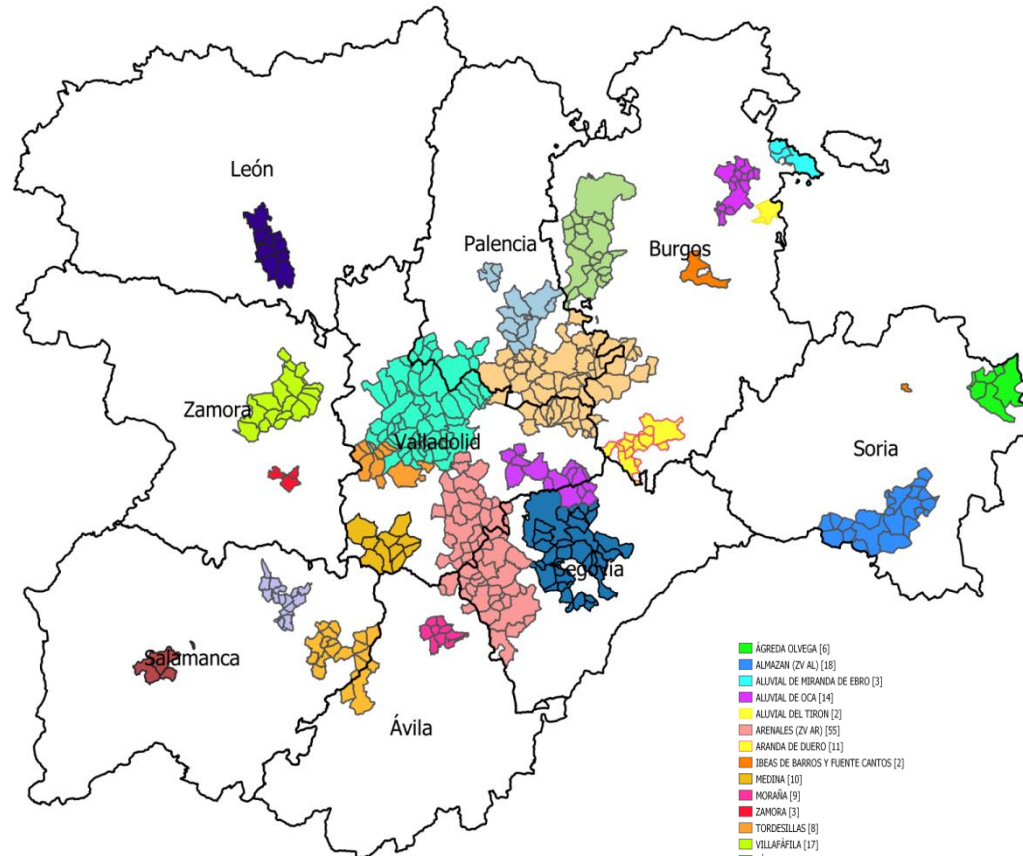 León
Palencia
Burgos
Zamora
Valladolid
Soria
Segovia
Salamanca
Ávila
ÁGREDA OLVEGA [6]
ALMAZAN (ZV AL) [18]
ALUVIAL DE MIRANDA DE EBRO [3]
ALUVIAL DE OCA [14]
ALUVIAL DEL TIRON [2]
ARENALES (ZV AR) [55]
ARANDA DE DUERO [11]
IBEAS DE BARROS Y FUENTE CANTOS [2]
MEDINA [10]
MORAÑA [9]
ZAMORA [3]
TORDESILLAS [8]
VILLAFÁFILA [17]